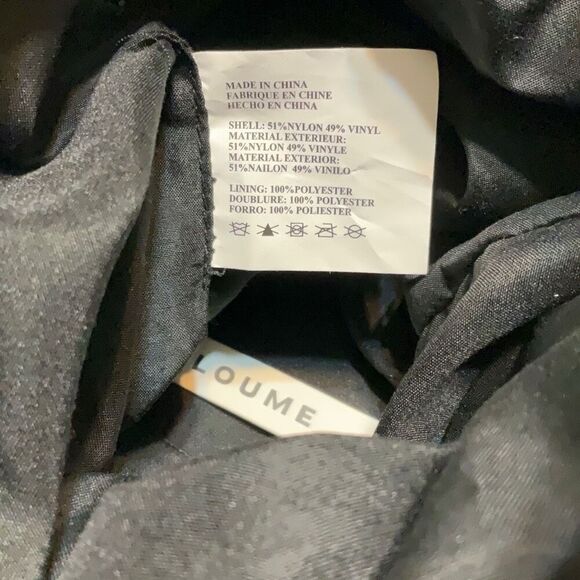 MADE IN CHINA
FABRIQUE EN CHINE
HECHO EN CHINA
SHELL: 51%NYLON 49% VINYL
MATERIAL EXTERIEUR:
51%NYLON 49% VINYLE
MATERIAL EXTERIOR:
51%NAILON 49% VINILO
LINING: 100%POLYESTER
DOUBLURE: 100% POLYESTER
FORRO: 100% POLIESTER
LOUME